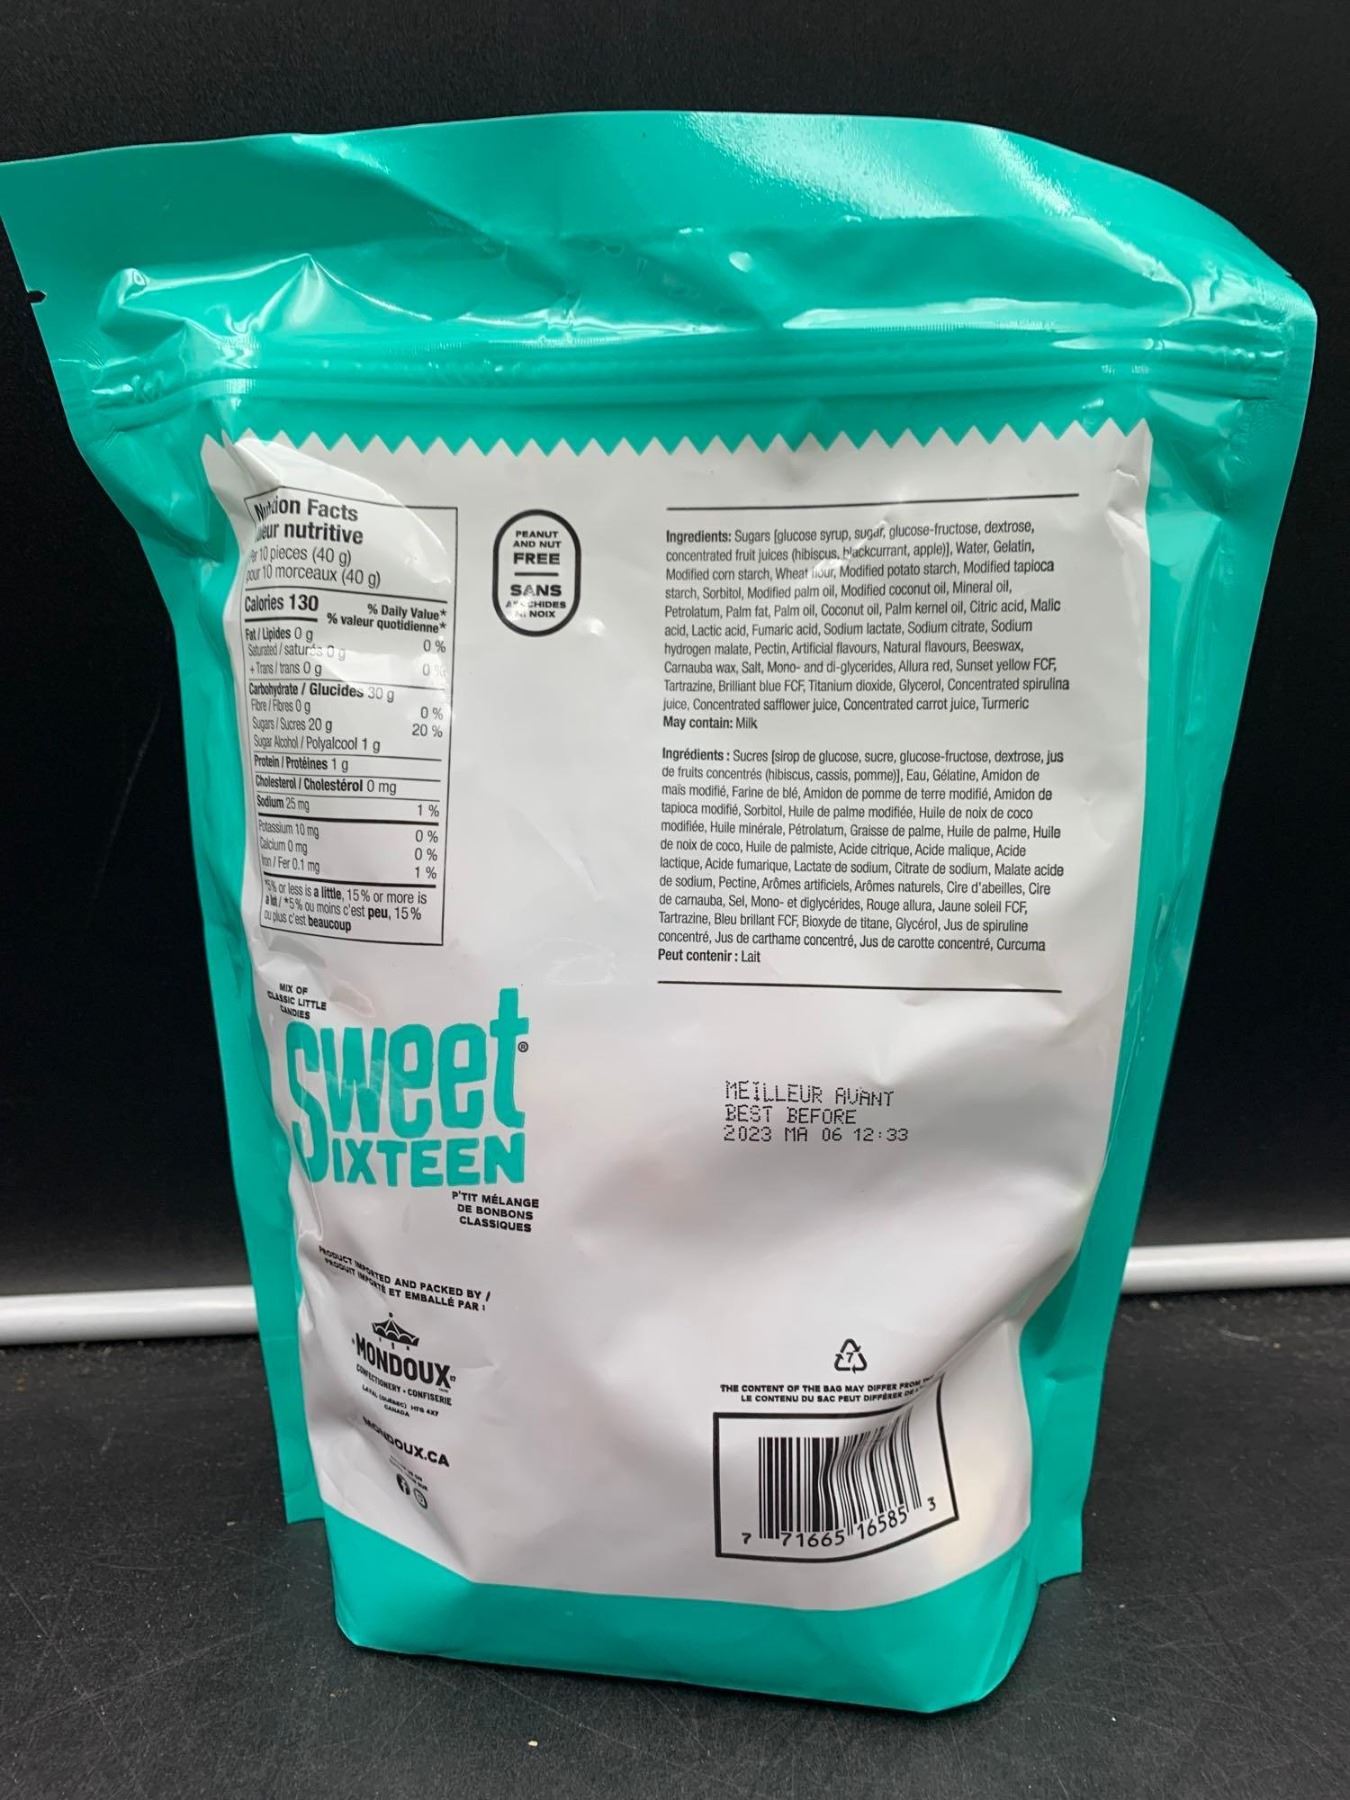 Nutrition Facts
Valeur nutritive
Per 10 pieces (40 g)
pour 10 morceaux (40 g)
Calories 130
% Daily Value*
% valeur quotidienne*
Fat / Lipides 0 g 0 %
Saturated / saturés 0 g
+ Trans / trans 0 g 0 %
Carbohydrate / Glucides 30 g
Fibre / Fibres 0 g 0 %
Sugars / Sucres 20 g 20 %
Sugar Alcohol / Polyalcool 1 g
Protein / Protéines 1 g
Cholesterol / Cholestérol 0 mg
Sodium 25 mg 1 %
Potassium 10 mg 0 %
Calcium 0 mg 0 %
Iron / Fer 0.1 mg 1 %
*5% or less is a little, 15% or more is
a lot / *5% ou moins c'est peu, 15%
ou plus c'est beaucoup
PEANUT
AND NUT
FREE
SANS
ARACHIDES
NI NOIX
Ingredients: Sugars [glucose syrup, sugar, glucose-fructose, dextrose,
concentrated fruit juices (hibiscus, blackcurrant, apple)], Water, Gelatin,
Modified corn starch, Wheat flour, Modified potato starch, Modified tapioca
starch, Sorbitol, Modified palm oil, Modified coconut oil, Mineral oil,
Petrolatum, Palm fat, Palm oil, Coconut oil, Palm kernel oil, Citric acid, Malic
acid, Lactic acid, Fumaric acid, Sodium lactate, Sodium citrate, Sodium
hydrogen malate, Pectin, Artificial flavours, Natural flavours, Beeswax,
Carnauba wax, Salt, Mono- and di-glycerides, Allura red, Sunset yellow FCF,
Tartrazine, Brilliant blue FCF, Titanium dioxide, Glycerol, Concentrated spirulina
juice, Concentrated safflower juice, Concentrated carrot juice, Turmeric
May contain: Milk
Ingrédients : Sucres [sirop de glucose, sucre, glucose-fructose, dextrose, jus
de fruits concentrés (hibiscus, cassis, pomme)], Eau, Gélatine, Amidon de
maïs modifié, Farine de blé, Amidon de pomme de terre modifié, Amidon de
tapioca modifié, Sorbitol, Huile de palme modifiée, Huile de noix de coco
modifiée, Huile minérale, Pétrolatum, Graisse de palme, Huile de palme, Huile
de noix de coco, Huile de palmiste, Acide citrique, Acide malique, Acide
lactique, Acide fumarique, Lactate de sodium, Citrate de sodium, Malate acide
de sodium, Pectine, Arômes artificiels, Arômes naturels, Cire d'abeilles, Cire
de carnauba, Sel, Mono- et diglycérides, Rouge allura, Jaune soleil FCF,
Tartrazine, Bleu brillant FCF, Bioxyde de titane, Glycérol, Jus de spiruline
concentré, Jus de carthame concentré, Jus de carotte concentré, Curcuma
Peut contenir : Lait
MIX OF
CLASSIC LITTLE
CANDIES
sweet®
SIXTEEN
P'TIT MÉLANGE
DE BONBONS
CLASSIQUES
MEILLEUR AVANT
BEST BEFORE
2023 MA 06 12:33
PRODUCT IMPORTED AND PACKED BY /
PRODUIT IMPORTÉ ET EMBALLÉ PAR :
MONDOUX
CONFECTIONERY • CONFISERIE
LAVAL (QUÉBEC) H7S 4X7
CANADA
MONDOUX.CA
7
THE CONTENT OF THE BAG MAY DIFFER FROM
LE CONTENU DU SAC PEUT DIFFÉRER DE
7 71665 16585 3